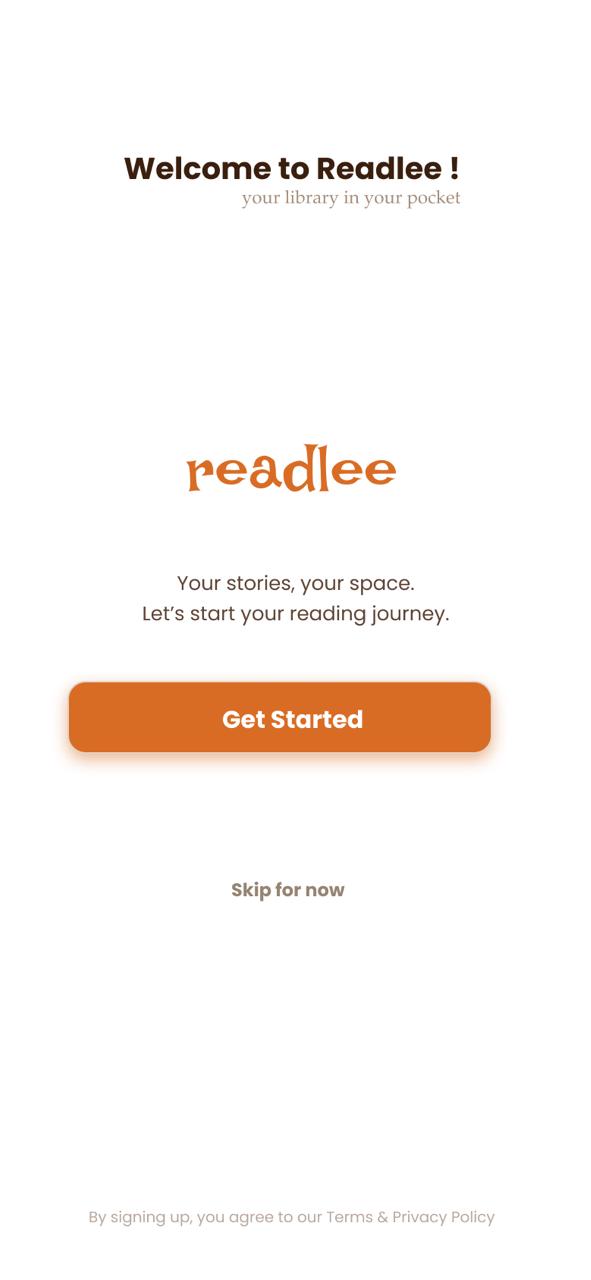 Welcome to Readlee !
your library in your pocket
readlee
Your stories, your space.
Let’s start your reading journey.
Get Started
Skip for now
By signing up, you agree to our Terms & Privacy Policy